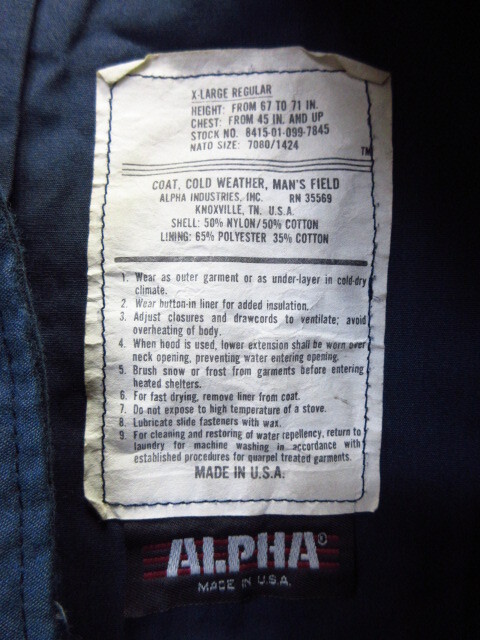 X-LARGE REGULAR
HEIGHT: FROM 67 TO 71 IN.
CHEST: FROM 45 IN. AND UP
STOCK NO. 8415-01-099-7845
NATO SIZE: 7080/1424
TM
COAT, COLD WEATHER, MAN'S FIELD
ALPHA INDUSTRIES, INC. RN 35569
KNOXVILLE, TN. U.S.A.
SHELL: 50% NYLON/50% COTTON
LINING: 65% POLYESTER 35% COTTON
1. Wear as outer garment or as under-layer in cold-dry
climate.
2. Wear button-in liner for added insulation.
3. Adjust closures and drawcords to ventilate; avoid
overheating of body.
4. When hood is used, lower extension shall be worn over
neck opening, preventing water entering opening.
5. Brush snow or frost from garments before entering
heated shelters.
6. For fast drying, remove liner from coat.
7. Do not expose to high temperature of a stove.
8. Lubricate slide fasteners with wax.
9. For cleaning and restoring of water repellency, return to
laundry for machine washing in accordance with
established procedures for quarpel treated garments.
MADE IN U.S.A.
ALPHA®
MADE IN U.S.A.